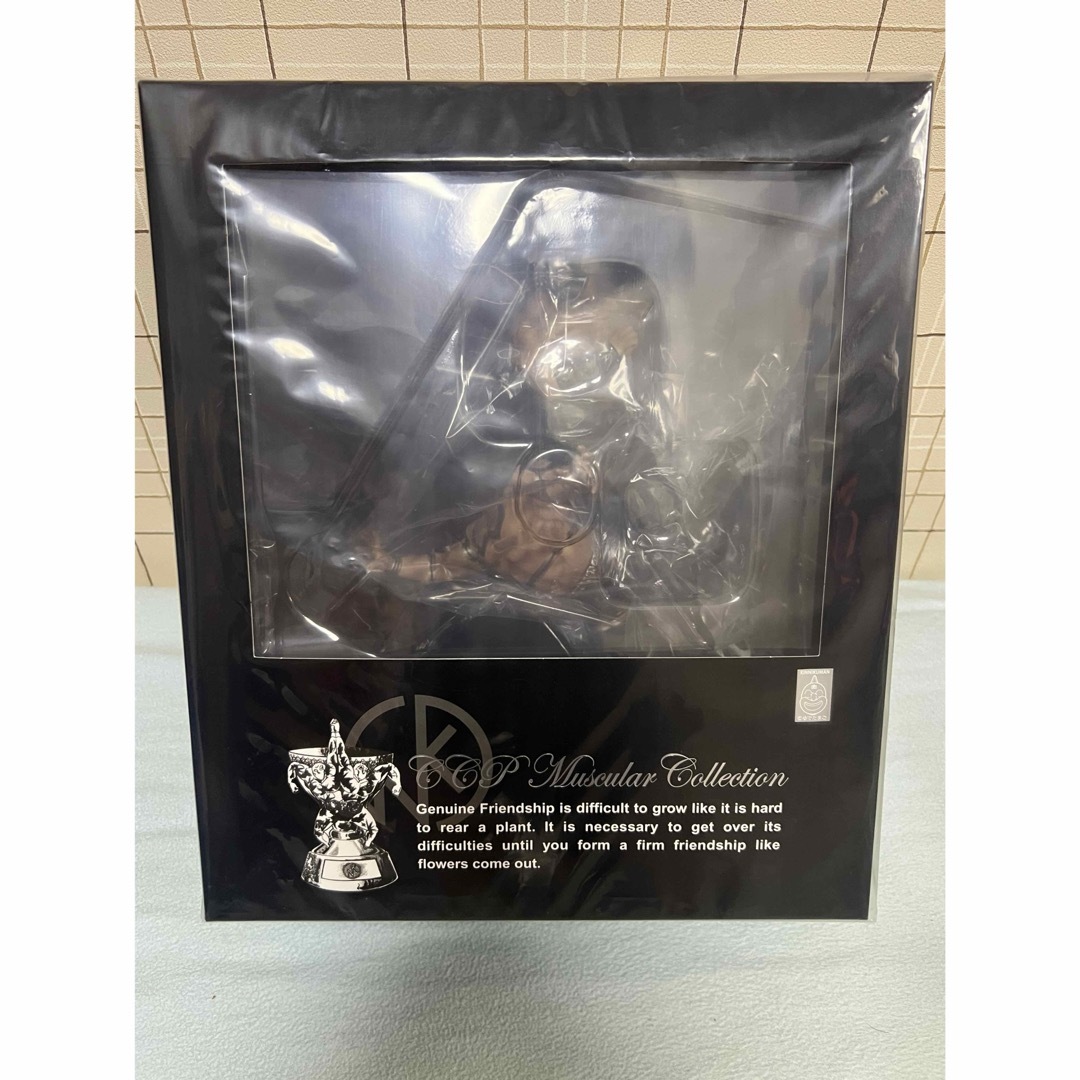 CCP Muscular Collection
Genuine Friendship is difficult to grow like it is hard
to rear a plant. It is necessary to get over its
difficulties until you form a firm friendship like
flowers come out.